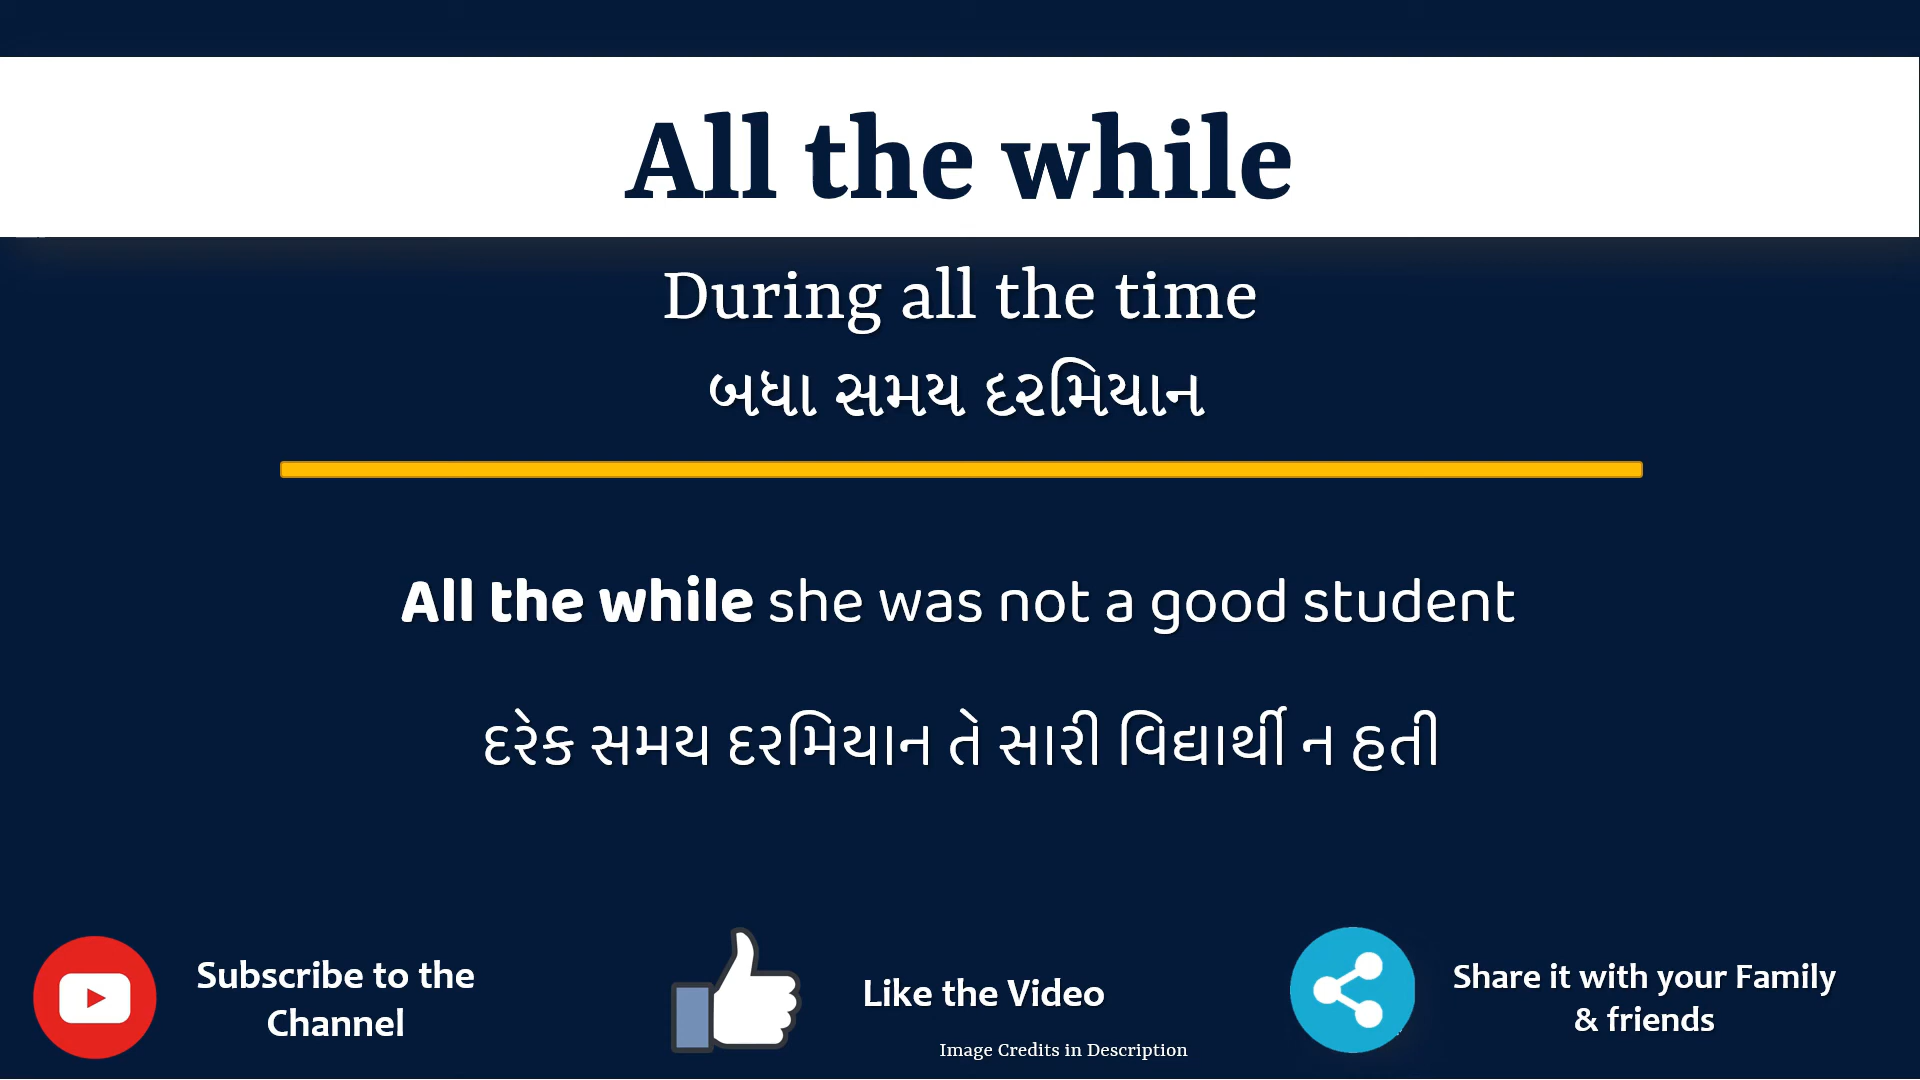 All the while
During all the time
બધા સમય દરમિયાન
All the while she was not a good student
દરેક સમય દરમિયાન તે સારી વિદ્યાર્થી ન હતી
Subscribe to the
Channel
Like the Video
Share it with your Family
& friends
Image Credits in Description